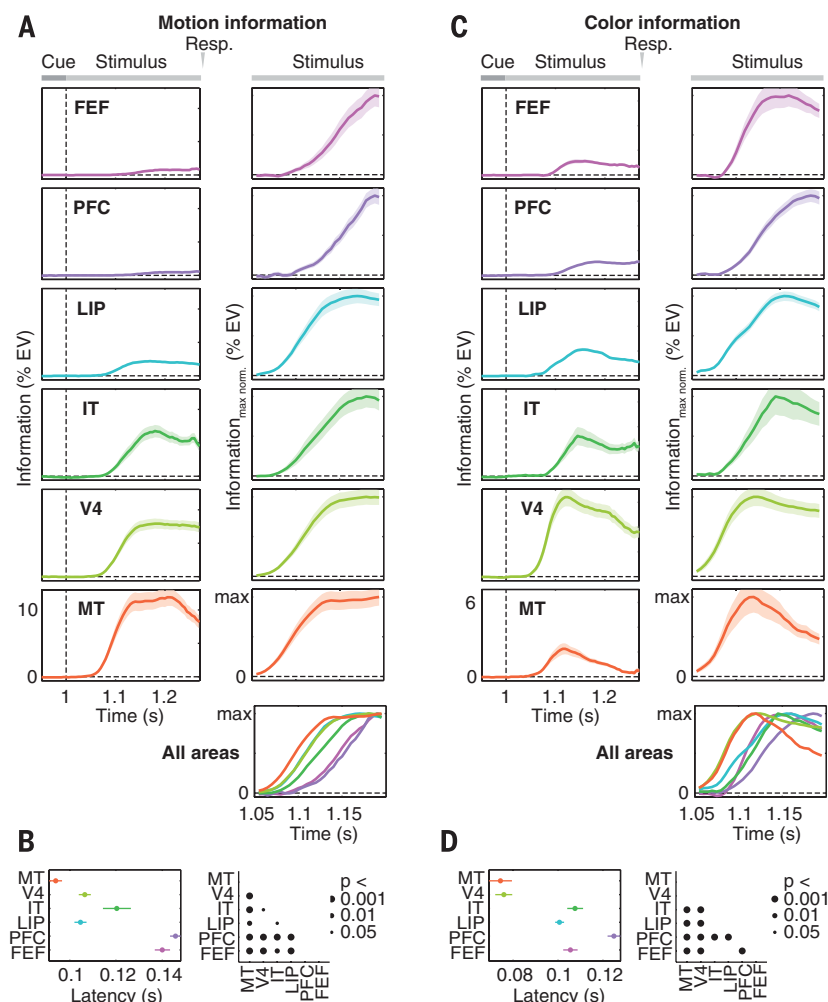 A
Motion information
Resp.
Cue
Stimulus
Stimulus
FEF
PFC
LIP
IT
V4
MT
Information (% EV)
Information max norm. (% EV)
10
0
max
0
1
1.1
1.2
Time (s)
All areas
max
0
1.05
1.1
1.15
Time (s)
B
MT
V4
IT
LIP
PFC
FEF
0.1
0.12
0.14
Latency (s)
MT
V4
IT
LIP
PFC
FEF
MT
V4
IT
LIP
PFC
FEF
p <
0.001
0.01
0.05
C
Color information
Resp.
Cue
Stimulus
Stimulus
FEF
PFC
LIP
IT
V4
MT
Information (% EV)
Information max norm. (% EV)
6
0
max
0
1
1.1
1.2
Time (s)
All areas
max
0
1.05
1.1
1.15
Time (s)
D
MT
V4
IT
LIP
PFC
FEF
0.08
0.1
0.12
Latency (s)
MT
V4
IT
LIP
PFC
FEF
MT
V4
IT
LIP
PFC
FEF
p <
0.001
0.01
0.05